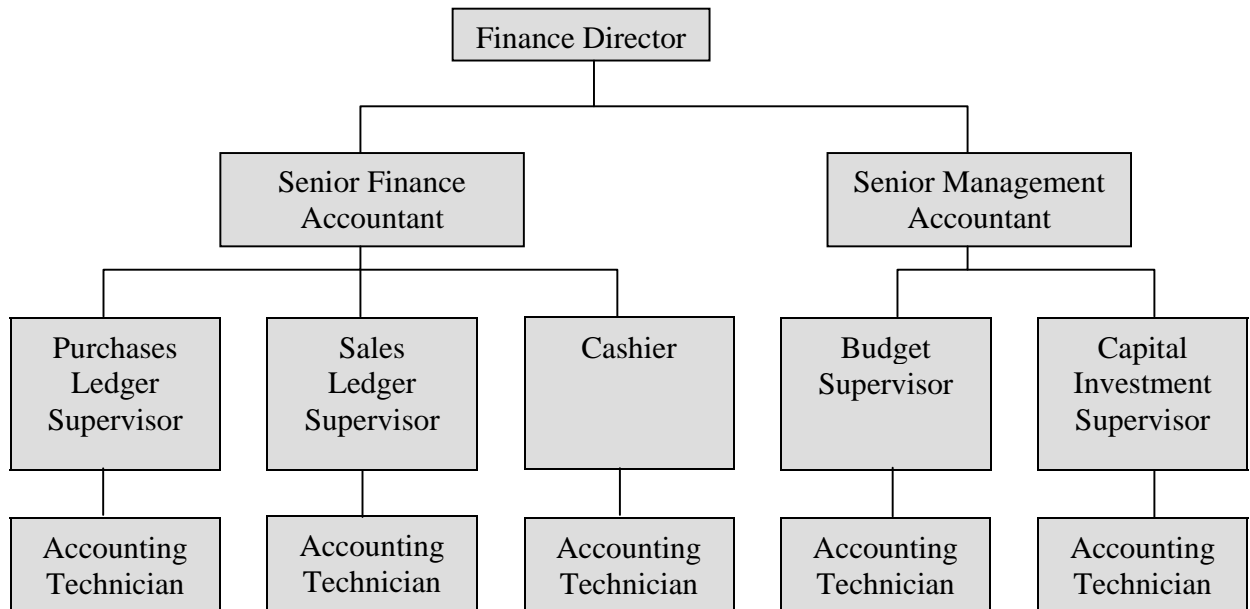 Finance Director
Senior Finance
Accountant
Senior Management
Accountant
Purchases
Ledger
Supervisor
Sales
Ledger
Supervisor
Cashier
Budget
Supervisor
Capital
Investment
Supervisor
Accounting
Technician
Accounting
Technician
Accounting
Technician
Accounting
Technician
Accounting
Technician